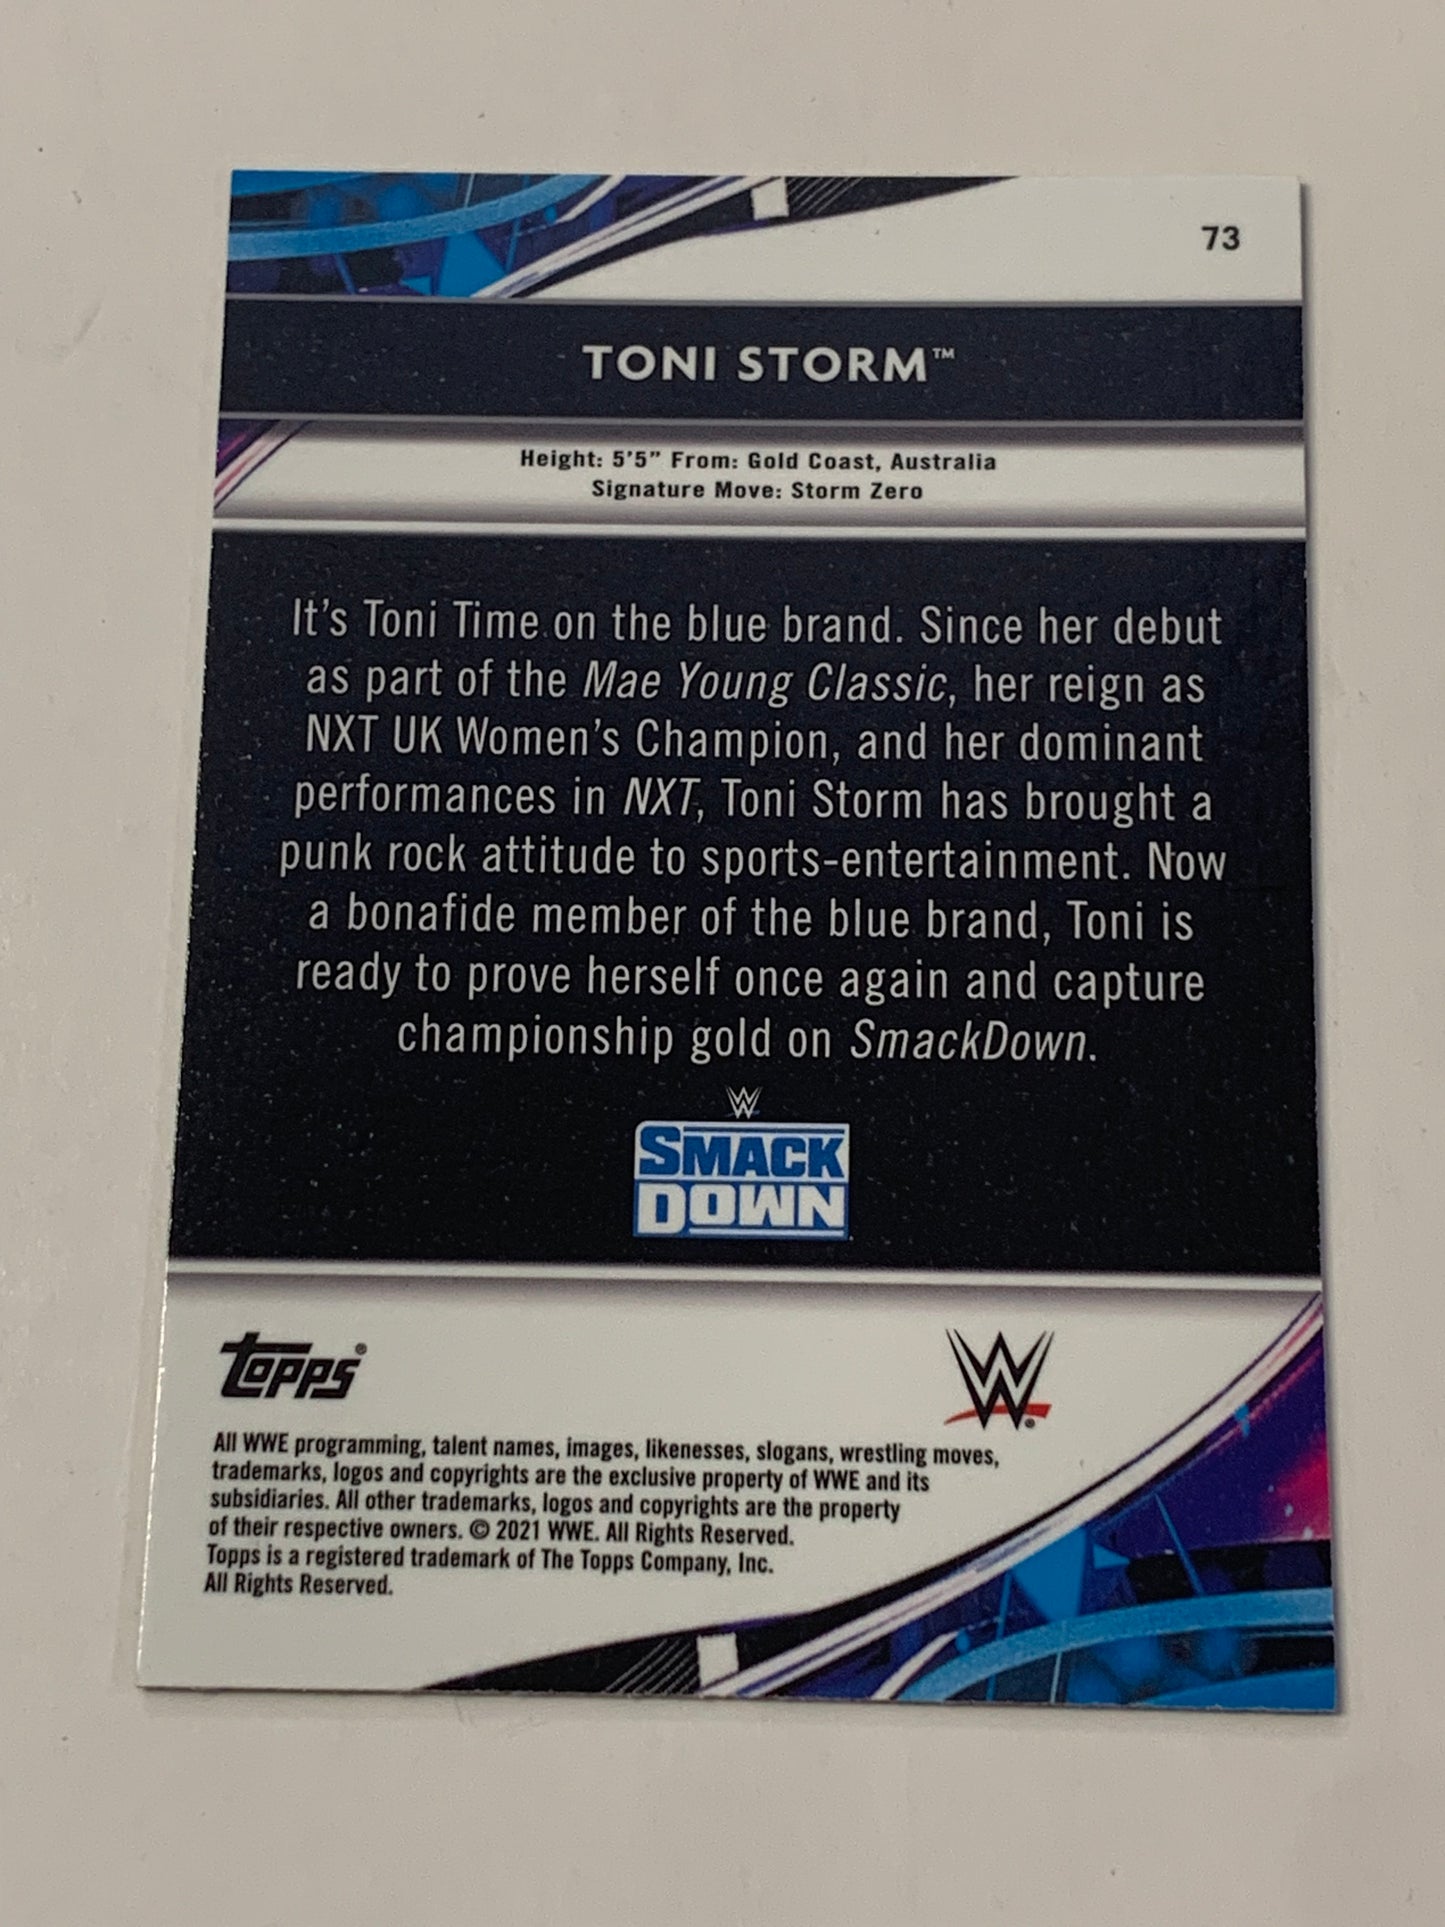 73
TONI STORM™
Height: 5'5" From: Gold Coast, Australia
Signature Move: Storm Zero
It's Toni Time on the blue brand. Since her debut
as part of the Mae Young Classic, her reign as
NXT UK Women's Champion, and her dominant
performances in NXT, Toni Storm has brought a
punk rock attitude to sports-entertainment. Now
a bonafide member of the blue brand, Toni is
ready to prove herself once again and capture
championship gold on SmackDown.
W
SMACK
DOWN
Topps®
W®
All WWE programming, talent names, images, likenesses, slogans, wrestling moves,
trademarks, logos and copyrights are the exclusive property of WWE and its
subsidiaries. All other trademarks, logos and copyrights are the property
of their respective owners. © 2021 WWE. All Rights Reserved.
Topps is a registered trademark of The Topps Company, Inc.
All Rights Reserved.